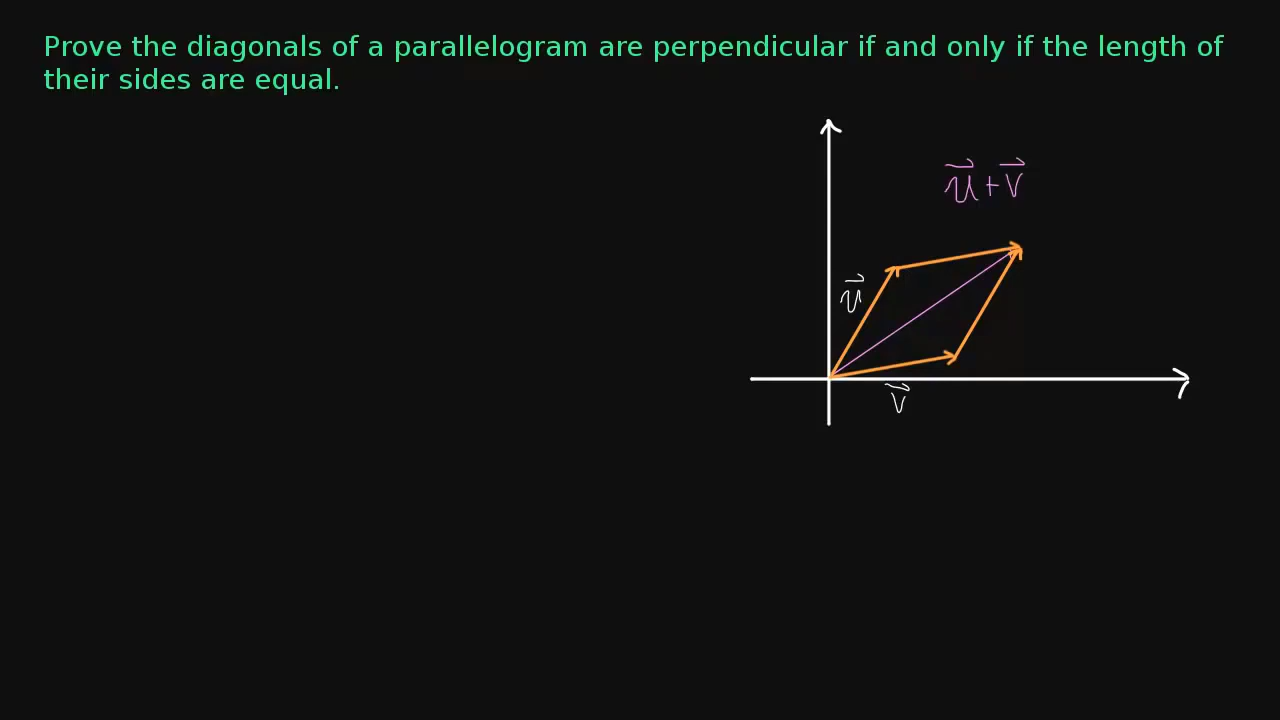 Prove the diagonals of a parallelogram are perpendicular if and only if the length of
their sides are equal.
u⃗+v⃗
u⃗
v⃗